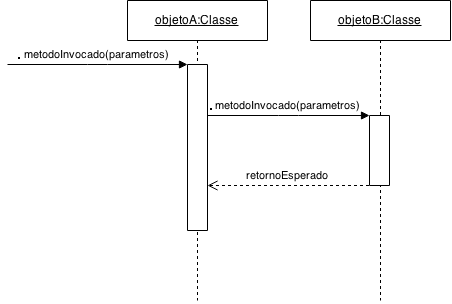 objetoA:Classe
objetoB:Classe
. metodoInvocado(parametros)
. metodoInvocado(parametros)
retornoEsperado